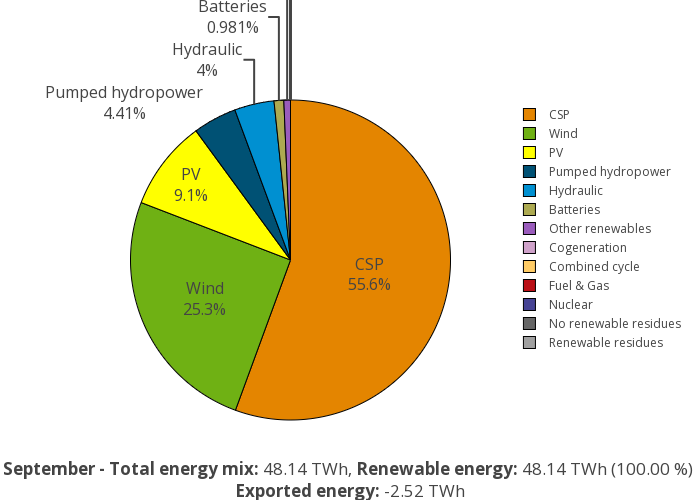 Batteries
0.981%
Hydraulic
4%
Pumped hydropower
4.41%
PV
9.1%
Wind
25.3%
CSP
55.6%
CSP
Wind
PV
Pumped hydropower
Hydraulic
Batteries
Other renewables
Cogeneration
Combined cycle
Fuel & Gas
Nuclear
No renewable residues
Renewable residues
September - Total energy mix: 48.14 TWh, Renewable energy: 48.14 TWh (100.00 %)
Exported energy: -2.52 TWh